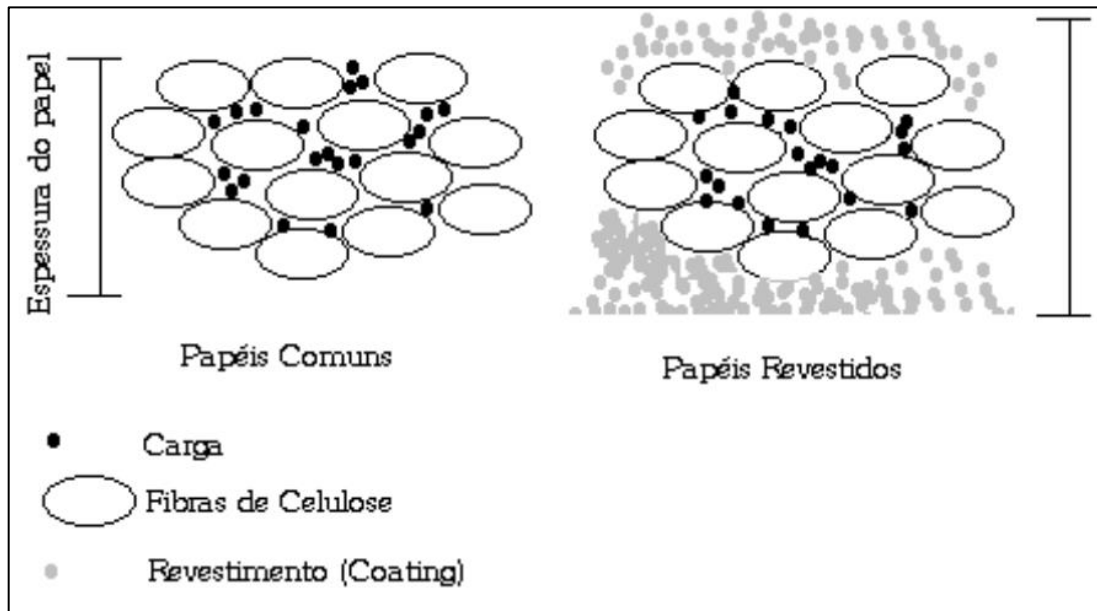 Espessura do papel
Papéis Comuns
Papéis Revestidos
Carga
Fibras de Celulose
Revestimento (Coating)